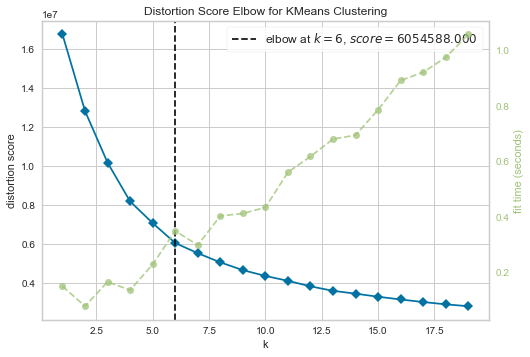 Distortion Score Elbow for KMeans Clustering
1e7
elbow at k = 6, score = 6054588.000
1.6
1.4
1.2
1.0
0.8
0.6
0.4
distortion score
1.0
0.8
0.6
0.4
0.2
fit time (seconds)
2.5 5.0 7.5 10.0 12.5 15.0 17.5
k